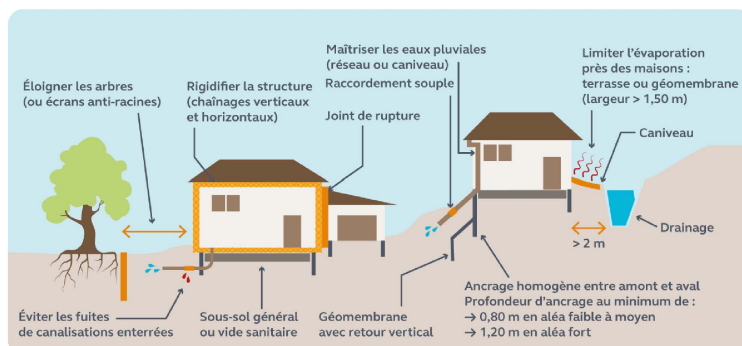 Éloigner les arbres
(ou écrans anti-racines)
Rigidifier la structure
(chaînages verticaux
et horizontaux)
Maîtriser les eaux pluviales
(réseau ou caniveau)
Raccordement souple
Joint de rupture
Limiter l’évaporation
près des maisons :
terrasse ou géomembrane
(largeur > 1,50 m)
Caniveau
Drainage
> 2 m
Éviter les fuites
de canalisations enterrées
Sous-sol général
ou vide sanitaire
Géomembrane
avec retour vertical
Ancrage homogène entre amont et aval
Profondeur d’ancrage au minimum de :
→ 0,80 m en aléa faible à moyen
→ 1,20 m en aléa fort